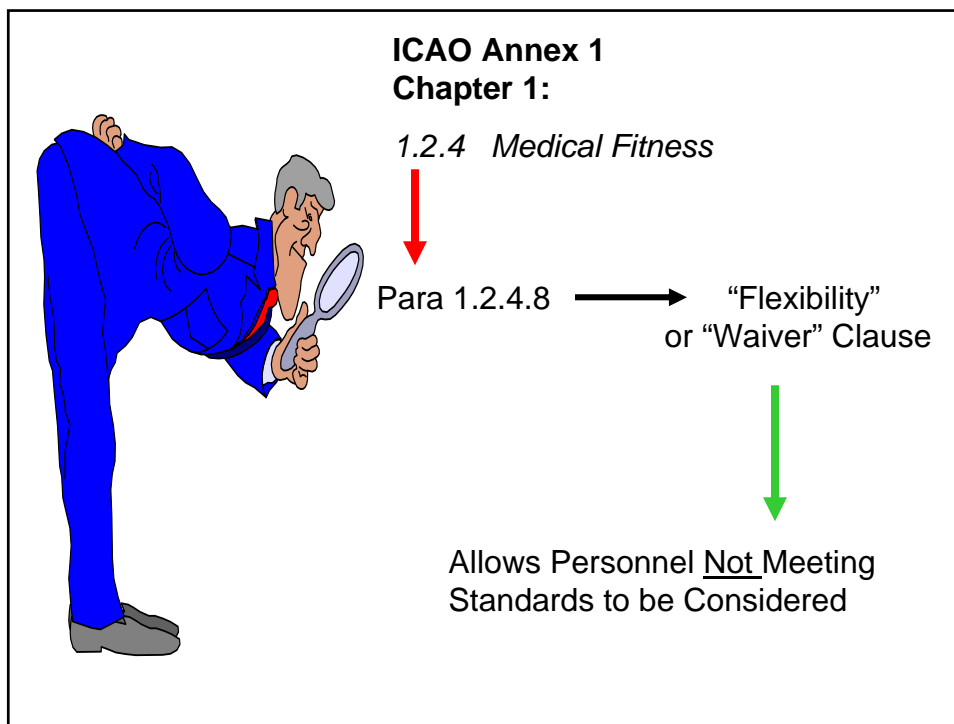 ICAO Annex 1
Chapter 1:
1.2.4 Medical Fitness
Para 1.2.4.8
“Flexibility”
or “Waiver” Clause
Allows Personnel Not Meeting
Standards to be Considered